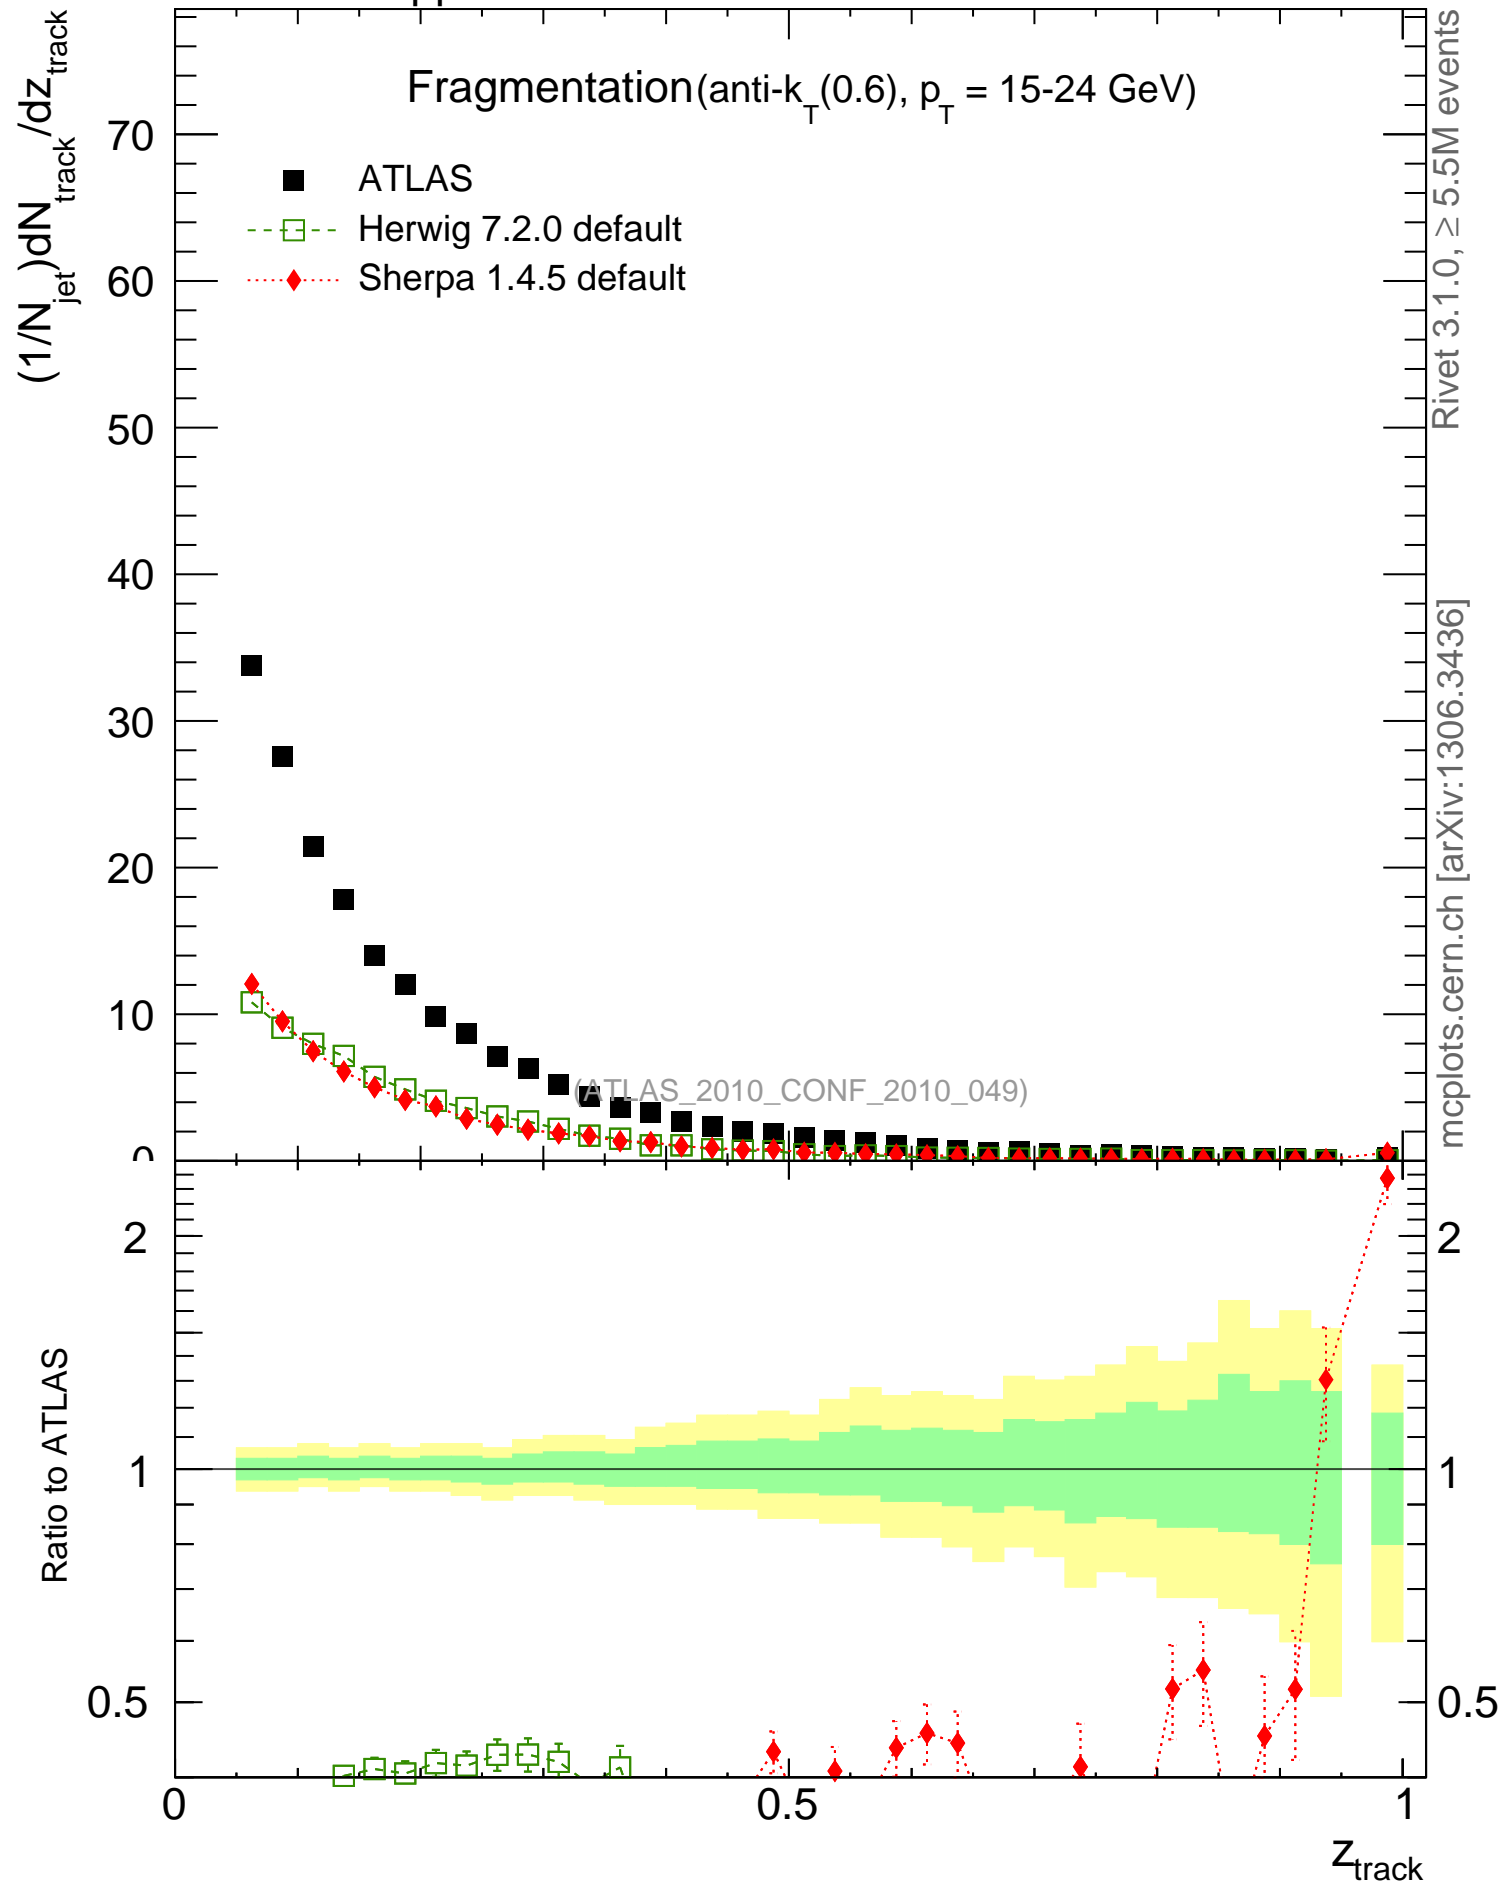 pp
Fragmentation (anti-k_T(0.6), p_T = 15-24 GeV)
(1/N_jet)dN_track/dz_track
ATLAS
Herwig 7.2.0 default
Sherpa 1.4.5 default
70
60
50
40
30
20
10
0
(ATLAS_2010_CONF_2010_049)
Rivet 3.1.0, ≥ 5.5M events
mcplots.cern.ch [arXiv:1306.3436]
Ratio to ATLAS
2
1
0.5
2
1
0.5
0
0.5
1
z_track